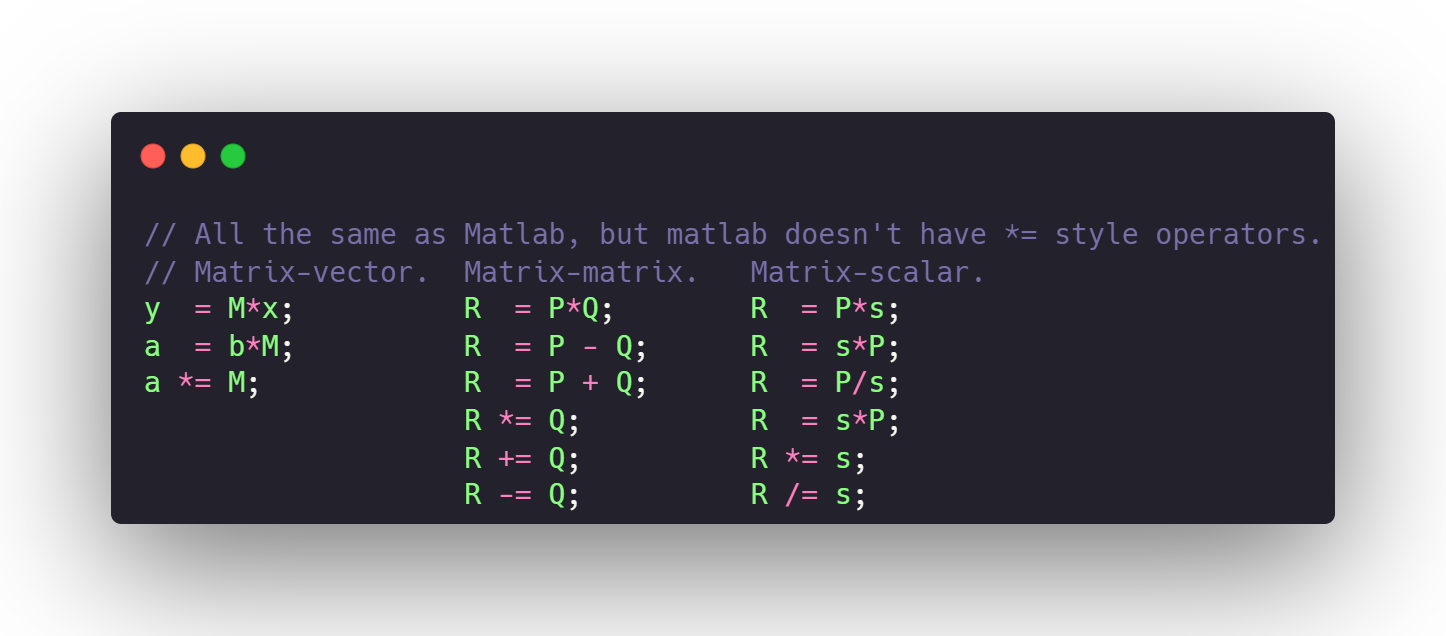 // All the same as Matlab, but matlab doesn't have *= style operators.
// Matrix-vector.  Matrix-matrix.   Matrix-scalar.
y  = M*x;          R  = P*Q;        R  = P*s;
a  = b*M;          R  = P - Q;      R  = s*P;
a *= M;            R  = P + Q;      R  = P/s;
                   R *= Q;          R  = s*P;
                   R += Q;          R *= s;
                   R -= Q;          R /= s;